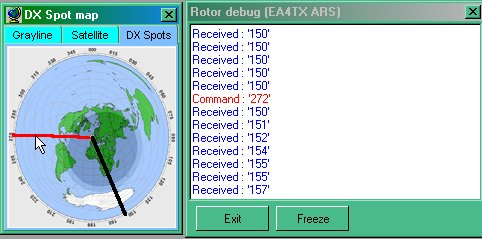 DX Spot map
Grayline
Satellite
DX Spots
Rotor debug (EA4TX ARS)
Received : '150'
Received : '150'
Received : '150'
Received : '150'
Received : '150'
Command : '272'
Received : '150'
Received : '151'
Received : '152'
Received : '154'
Received : '155'
Received : '155'
Received : '157'
Exit
Freeze